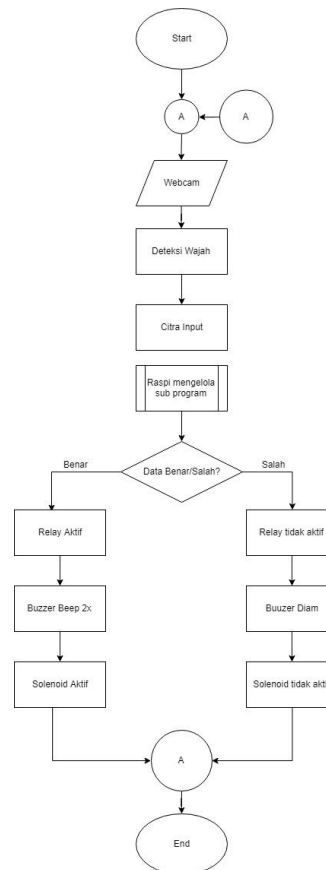 Start
A
A
Webcam
Deteksi Wajah
Citra Input
Raspi mengelola
sub program
Data Benar/Salah?
Benar
Salah
Relay Aktif
Relay tidak aktif
Buzzer Beep 2x
Buuzer Diam
Solenoid Aktif
Solenoid tidak akti
A
End